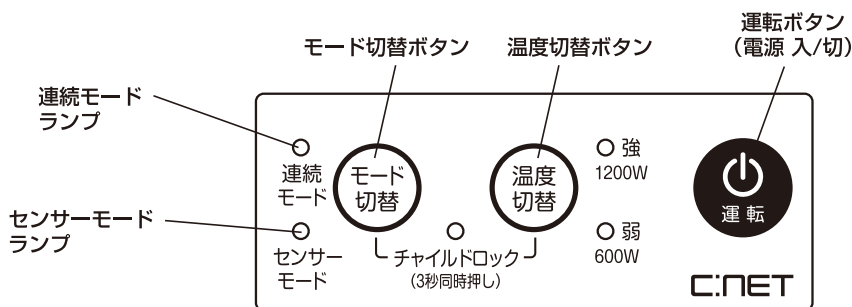 モード切替ボタン
温度切替ボタン
運転ボタン
（電源 入/切）
連続モード
ランプ
センサーモード
ランプ
連続
モード
モード
切替
温度
切替
強
1200W
運 転
センサー
モード
チャイルドロック
（3秒同時押し）
弱
600W
C:NET